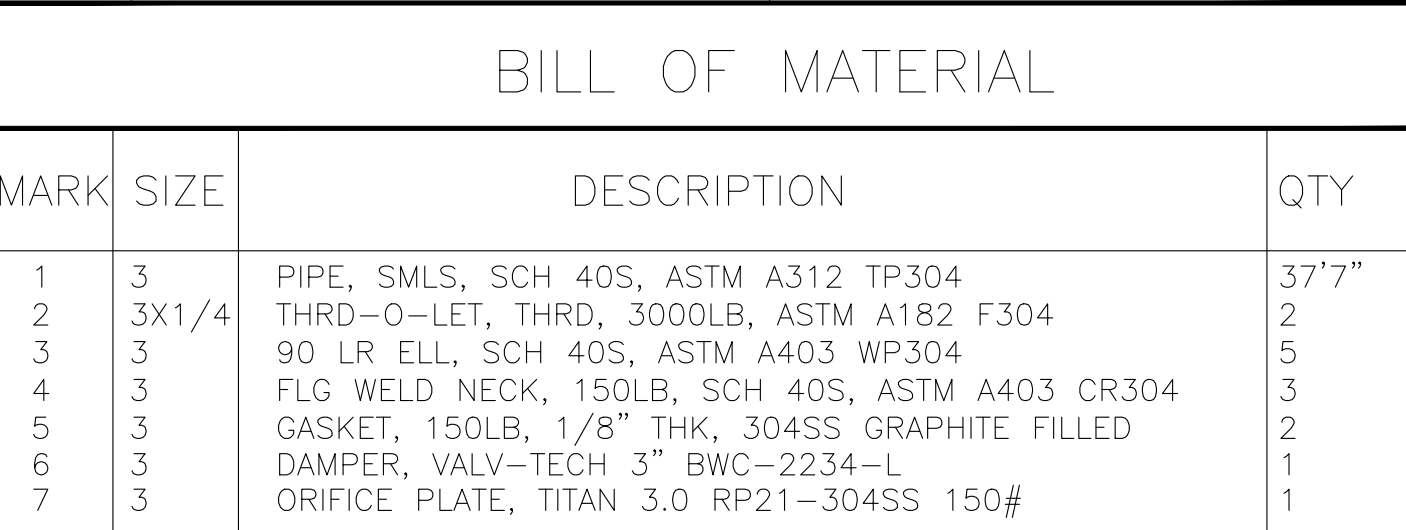 BILL OF MATERIAL
MARK SIZE DESCRIPTION QTY
1 3 PIPE, SMLS, SCH 40S, ASTM A312 TP304 37'7"
2 3X1/4 THRD-O-LET, THRD, 3000LB, ASTM A182 F304 2
3 3 90 LR ELL, SCH 40S, ASTM A403 WP304 5
4 3 FLG WELD NECK, 150LB, SCH 40S, ASTM A403 CR304 3
5 3 GASKET, 150LB, 1/8" THK, 304SS GRAPHITE FILLED 2
6 3 DAMPER, VALV-TECH 3" BWC-2234-L 1
7 3 ORIFICE PLATE, TITAN 3.0 RP21-304SS 150# 1